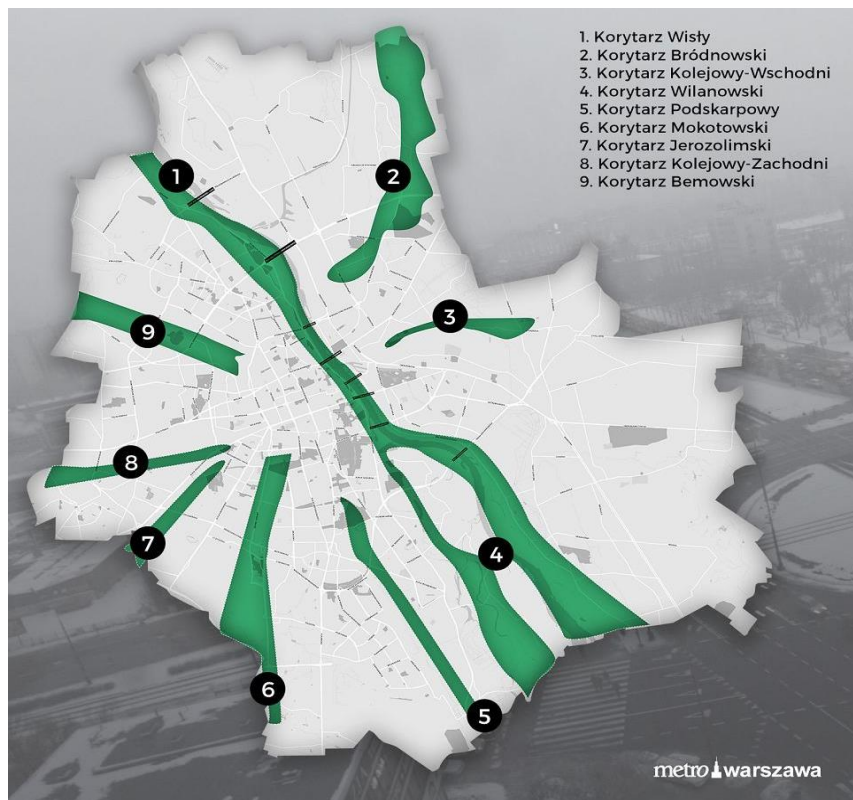 1. Korytarz Wisły
2. Korytarz Bródnowski
3. Korytarz Kolejowy-Wschodni
4. Korytarz Wilanowski
5. Korytarz Podskarpowy
6. Korytarz Mokotowski
7. Korytarz Jerozolimski
8. Korytarz Kolejowy-Zachodni
9. Korytarz Bemowski
1
2
3
9
8
7
4
6
5
metro warszawa